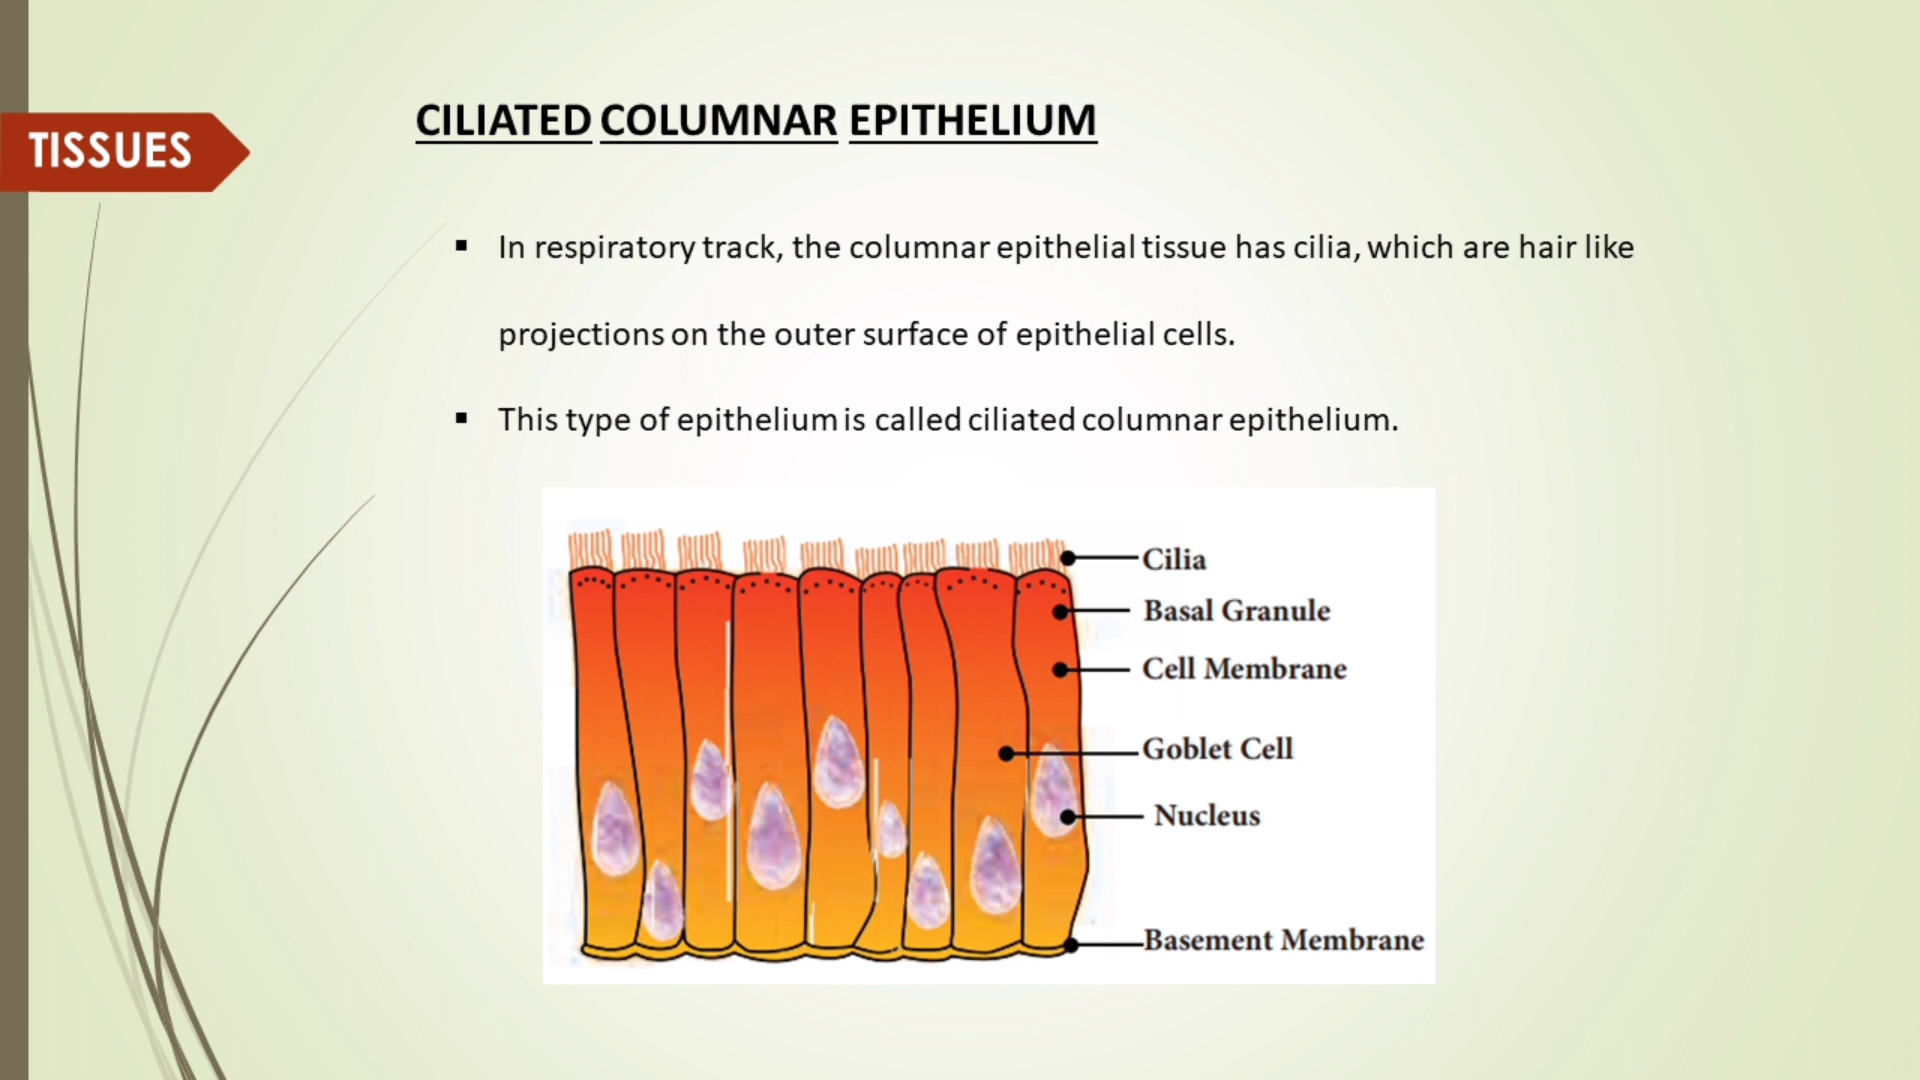 TISSUES
CILIATED COLUMNAR EPITHELIUM
▪ In respiratory track, the columnar epithelial tissue has cilia, which are hair like
projections on the outer surface of epithelial cells.
▪ This type of epithelium is called ciliated columnar epithelium.
Cilia
Basal Granule
Cell Membrane
Goblet Cell
Nucleus
Basement Membrane